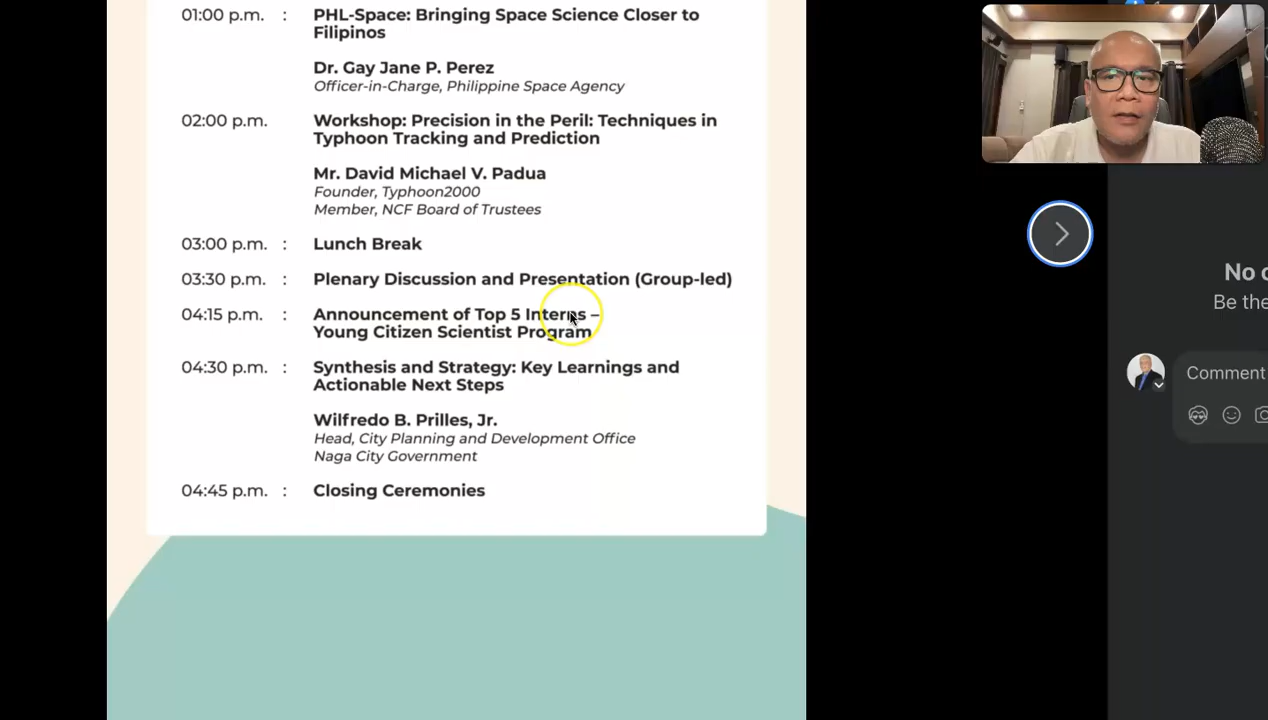 01:00 p.m. : PHL-Space: Bringing Space Science Closer to
Filipinos
Dr. Gay Jane P. Perez
Officer-in-Charge, Philippine Space Agency
02:00 p.m. Workshop: Precision in the Peril: Techniques in
Typhoon Tracking and Prediction
Mr. David Michael V. Padua
Founder, Typhoon2000
Member, NCF Board of Trustees
03:00 p.m. : Lunch Break
03:30 p.m. : Plenary Discussion and Presentation (Group-led)
04:15 p.m. : Announcement of Top 5 Interns –
Young Citizen Scientist Program
04:30 p.m. : Synthesis and Strategy: Key Learnings and
Actionable Next Steps
Wilfredo B. Prilles, Jr.
Head, City Planning and Development Office
Naga City Government
04:45 p.m. : Closing Ceremonies
No c
Be the
Comment